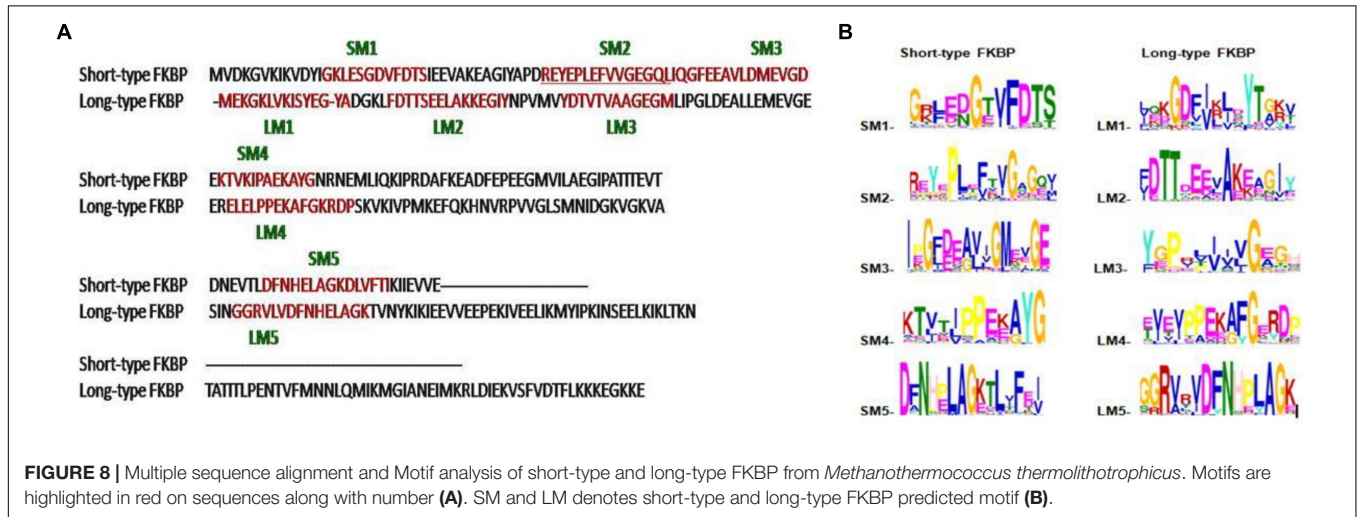 A
SM1 SM2 SM3
Short-type FKBP MVDKGVKIKVDYIGKLESGDVFDTSIEEVAKEAGIYAPDREYEPLEFVVGEGQLIQGFEEAVLDMEVGD
Long-type FKBP -MEKGKLVKISYEG-YADGKLFDTTSEELAKKEGIYNPVMVYDTVTVAAGEGMLIPGLDEALLEMEVGE
LM1 LM2 LM3
SM4
Short-type FKBP EKTVKIPAEKAYGNRNEMLIQKIPRDAFKEADFEPEEGMVILAEGIPATITEVT
Long-type FKBP ERELELPPEKAFGKRDPSKVKIVPMKEFQKHNVRPVVGLSMNIDGKVGKVA
LM4
SM5
Short-type FKBP DNEVTLDFNHELAGKDLVFTIKIIEVVE
Long-type FKBP SINGGRVLVDFNHELAGKTVNYKIKIEEVVEEPEKIVEELIKMYIPKINSEELKIKLTKN
LM5
Short-type FKBP
Long-type FKBP TATITLPENTVFMNNLQMIKMGIANEIMKRLDIEKVSFVDTFLKKKEGKKE
B
Short-type FKBP Long-type FKBP
SM1- LM1-
SM2- LM2-
SM3- LM3-
SM4- LM4-
SM5- LM5-
FIGURE 8 | Multiple sequence alignment and Motif analysis of short-type and long-type FKBP from Methanothermococcus thermolithotrophicus. Motifs are
highlighted in red on sequences along with number (A). SM and LM denotes short-type and long-type FKBP predicted motif (B).